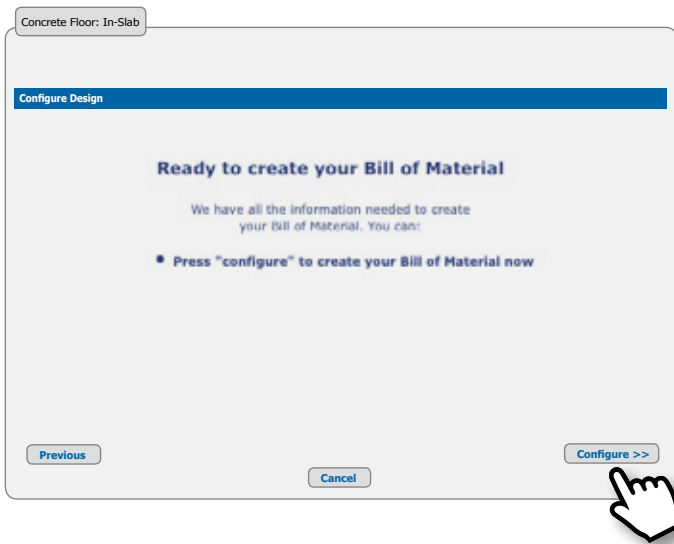 Concrete Floor: In-Slab
Configure Design
Ready to create your Bill of Material
We have all the information needed to create
your Bill of Material. You can:
• Press "configure" to create your Bill of Material now
Previous
Configure >>
Cancel